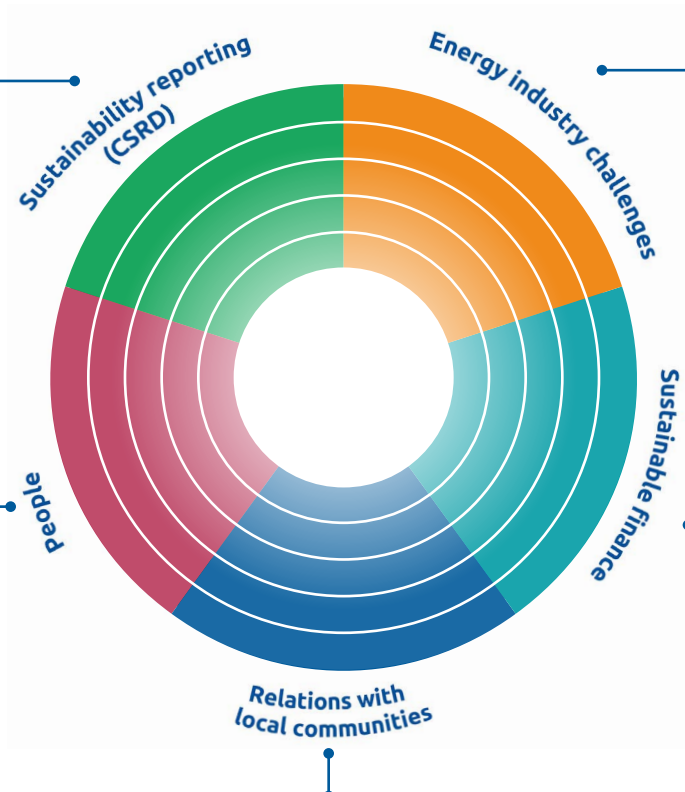 Sustainability reporting
(CSRD)
Energy industry challenges
Sustainable finance
People
Relations with
local communities